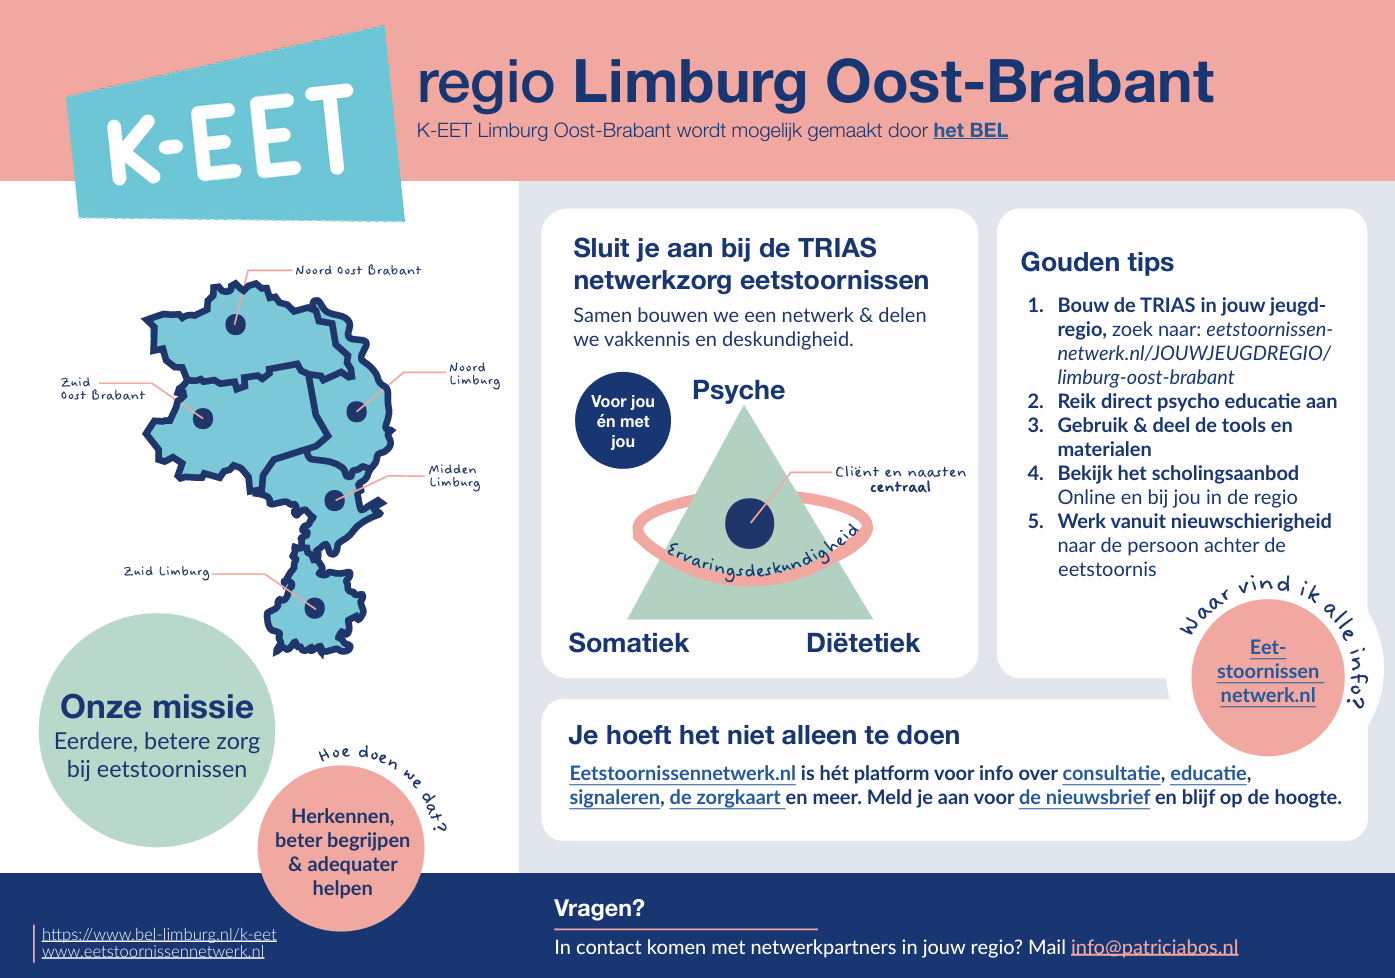 K-EET
regio Limburg Oost-Brabant
K-EET Limburg Oost-Brabant wordt mogelijk gemaakt door het BEL
Noord Oost Brabant
Noord
Limburg
Zuid
Oost Brabant
Midden
Limburg
Zuid Limburg
Onze missie
Eerdere, betere zorg
bij eetstoornissen
Hoe doen we dat?
Herkennen,
beter begrijpen
& adequater
helpen
Sluit je aan bij de TRIAS
netwerkzorg eetstoornissen
Samen bouwen we een netwerk & delen
we vakkennis en deskundigheid.
Voor jou
én met
jou
Psyche
Cliënt en naasten
centraal
Ervaringsdeskundigheid
Somatiek
Diëtetiek
Gouden tips
1. Bouw de TRIAS in jouw jeugd-
regio, zoek naar: eetstoornissen-
netwerk.nl/JOUWJEUGDREGIO/
limburg-oost-brabant
2. Reik direct psycho educatie aan
3. Gebruik & deel de tools en
materialen
4. Bekijk het scholingsaanbod
Online en bij jou in de regio
5. Werk vanuit nieuwschierigheid
naar de persoon achter de
eetstoornis
Waar vind ik alle info?
Eet-
stoornissen
netwerk.nl
Je hoeft het niet alleen te doen
Eetstoornissennetwerk.nl is hét platform voor info over consultatie, educatie,
signaleren, de zorgkaart en meer. Meld je aan voor de nieuwsbrief en blijf op de hoogte.
https://www.bel-limburg.nl/k-eet
www.eetstoornissennetwerk.nl
Vragen?
In contact komen met netwerkpartners in jouw regio? Mail info@patriciabos.nl